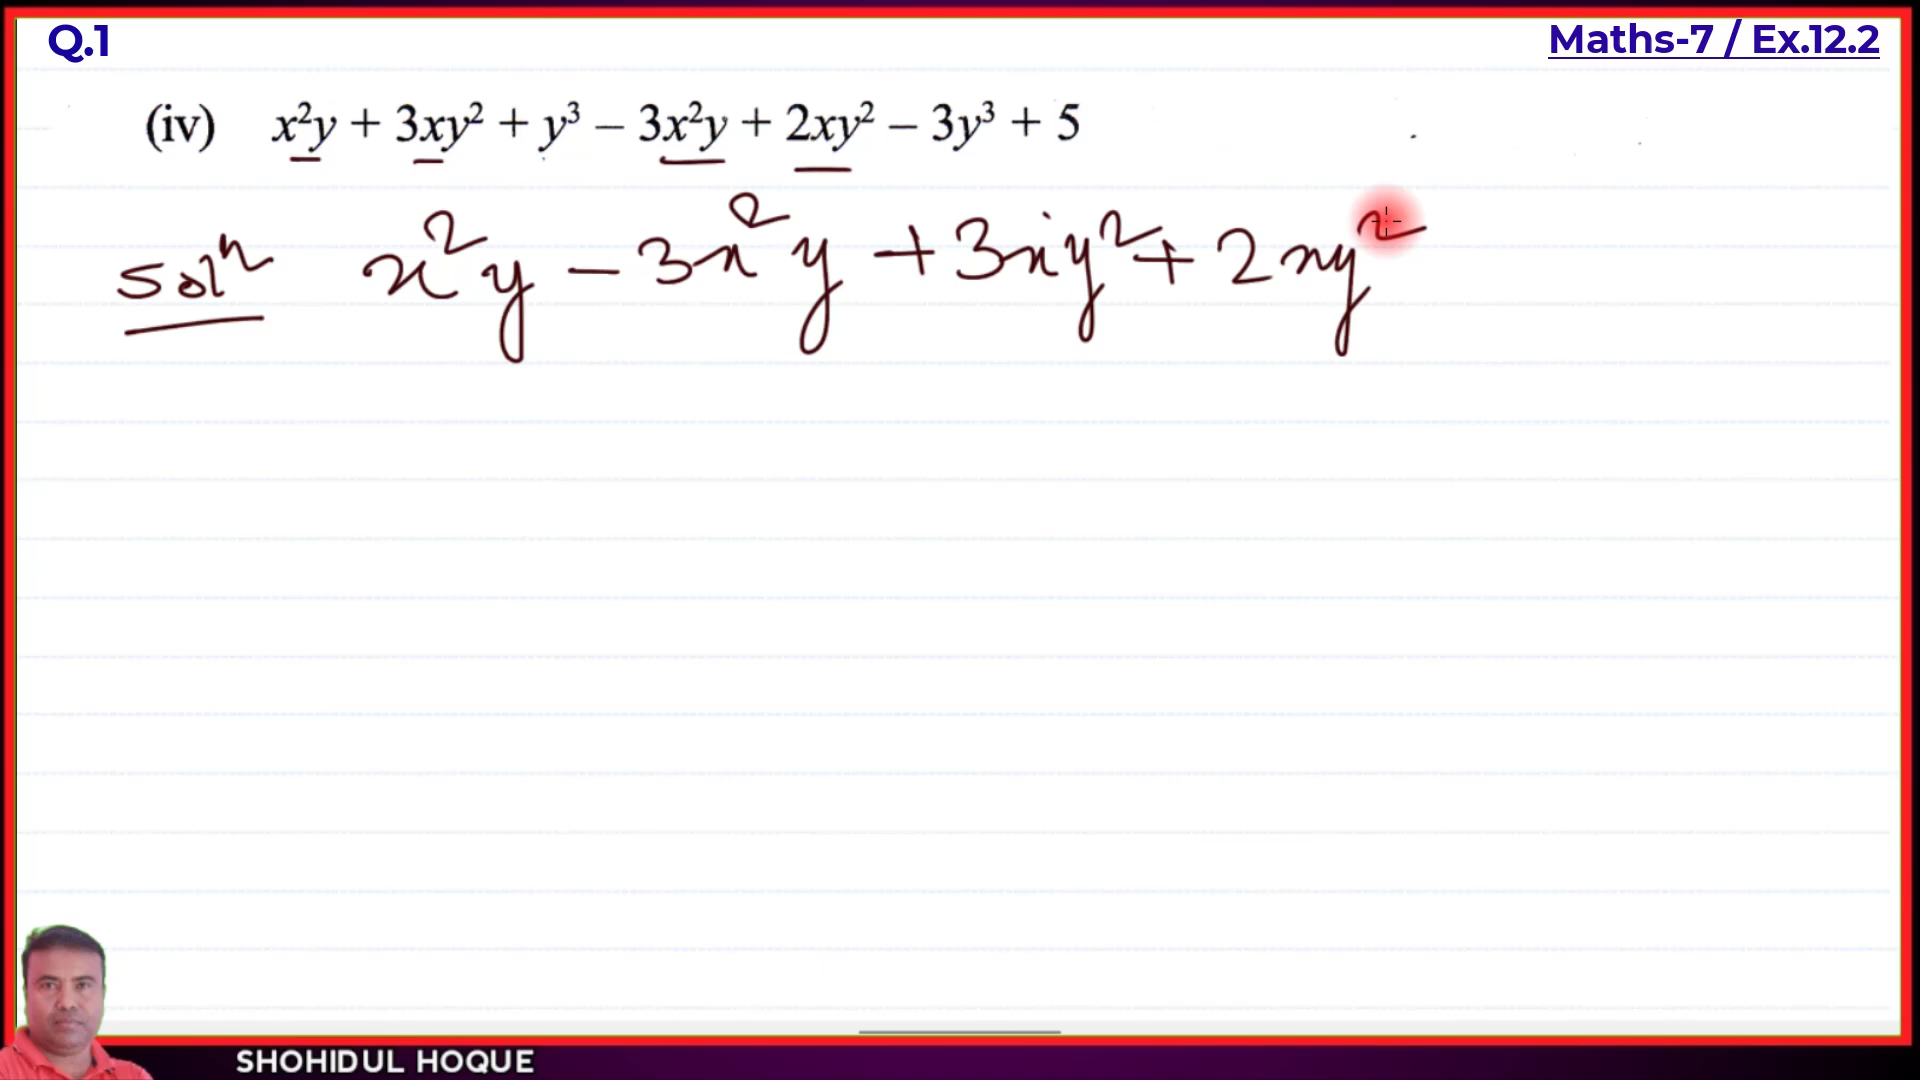 Q.1 Maths-7 / Ex.12.2
(iv) x²y + 3xy² + y³ – 3x²y + 2xy² – 3y³ + 5
Solⁿ x²y – 3x²y + 3xy² + 2xy²
SHOHIDUL HOQUE